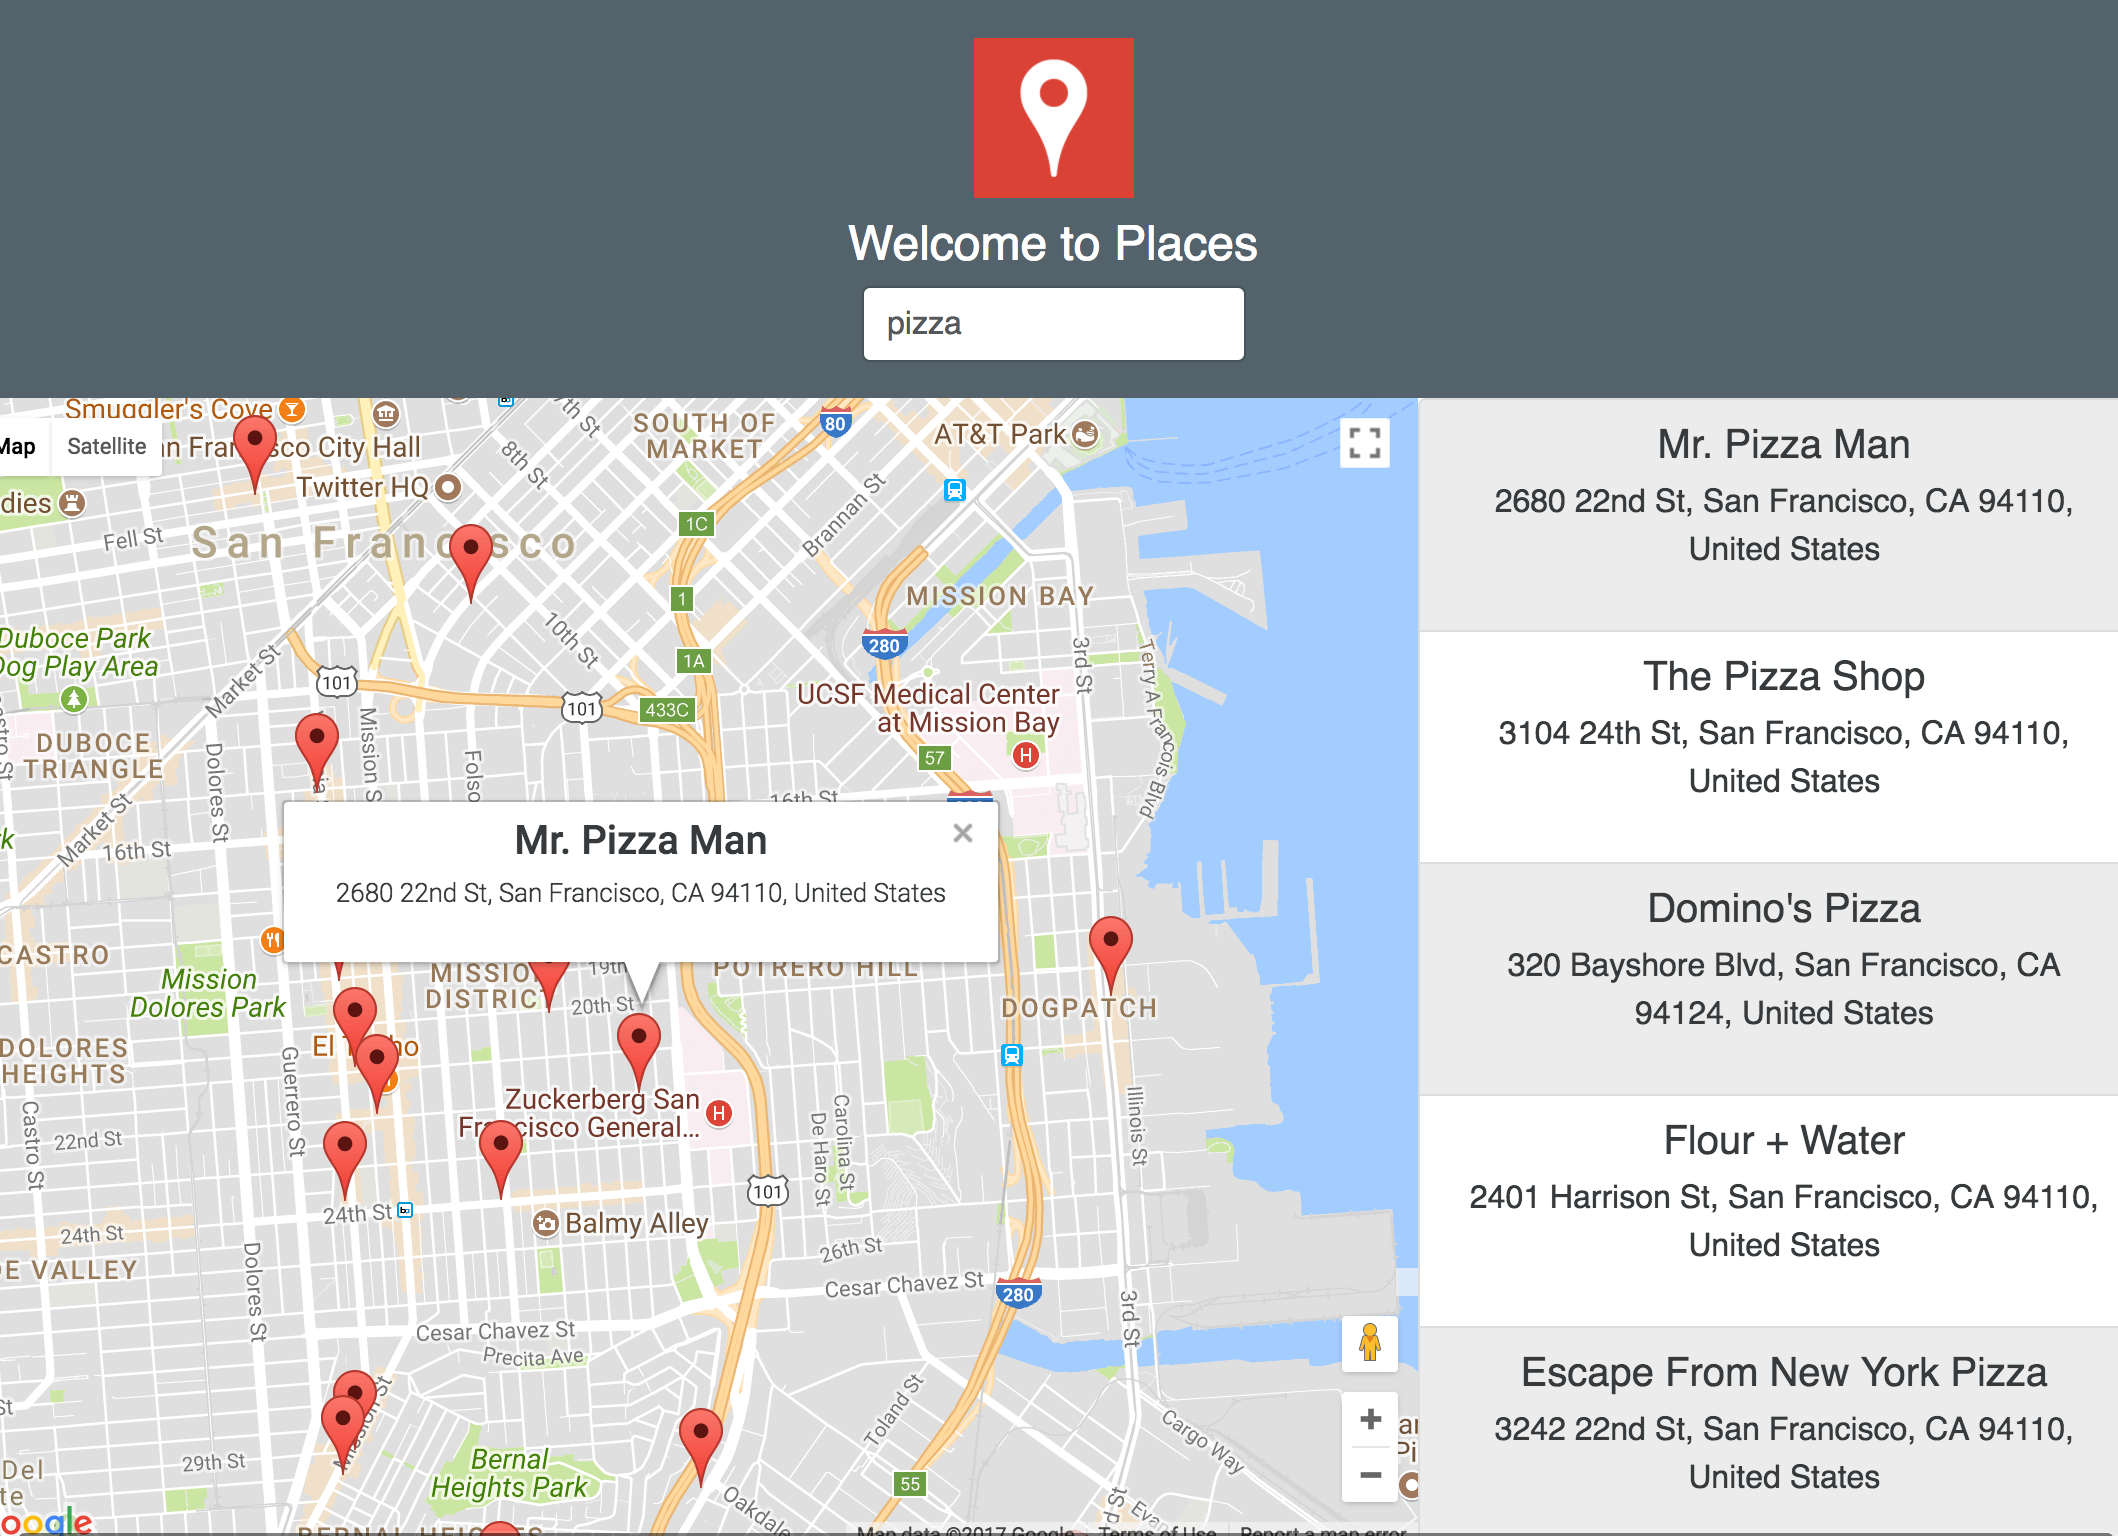 Welcome to Places
pizza
Smuggler's Cove
Map
Satellite
San Francisco City Hall
Twitter HQ
SOUTH OF
MARKET
80
AT&T Park
7th St
8th St
Fell St
San Francisco
1C
Brannan St
1
MISSION BAY
280
10th St
1A
Duboce Park
Dog Play Area
Market St
101
101
433C
UCSF Medical Center
at Mission Bay
H
57
3rd St
Terry A Francois Blvd
DUBOCE
TRIANGLE
Dolores St
Mission S
Folso
Market St
16th St
16th St
Mr. Pizza Man
2680 22nd St, San Francisco, CA 94110, United States
CASTRO
Mission
Dolores Park
MISSION
DISTRICT
19th
20th St
POTRERO HILL
DOGPATCH
DOLORES
HEIGHTS
Guerrero St
Zuckerberg San
Francisco General...
H
Castro St
22nd St
De Haro St
Carolina St
Illinois St
101
24th St
24th St
Balmy Alley
26th St
DE VALLEY
Dolores St
Cesar Chavez St
280
3rd St
Cesar Chavez St
Precita Ave
Mission St
29th St
Bernal
Heights Park
Toland St
Cargo Way
55
Oakdale
BERNAL HEIGHTS
Google
Map data ©2017 Google
Terms of Use
Report a map error
Mr. Pizza Man
2680 22nd St, San Francisco, CA 94110,
United States
The Pizza Shop
3104 24th St, San Francisco, CA 94110,
United States
Domino's Pizza
320 Bayshore Blvd, San Francisco, CA
94124, United States
Flour + Water
2401 Harrison St, San Francisco, CA 94110,
United States
Escape From New York Pizza
3242 22nd St, San Francisco, CA 94110,
United States